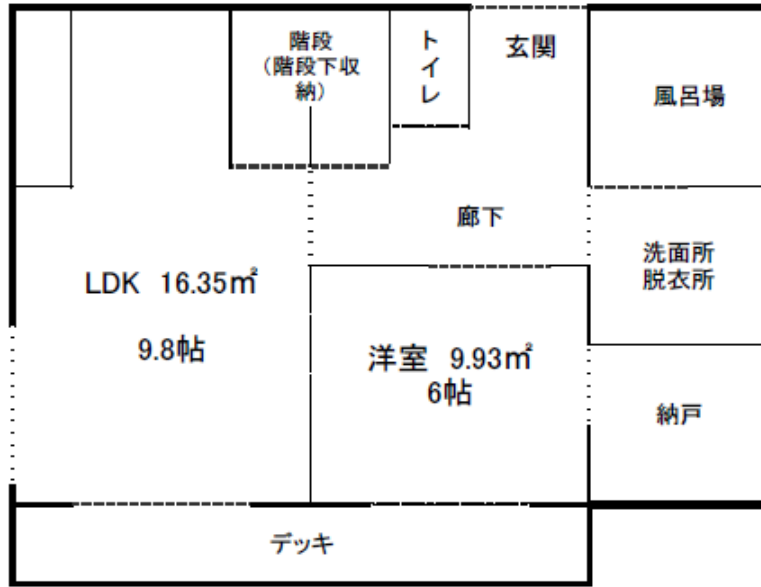 階段
(階段下収
納)
トイレ
玄関
風呂場
廊下
洗面所
脱衣所
LDK 16.35㎡
9.8帖
洋室 9.93㎡
6帖
納戸
デッキ